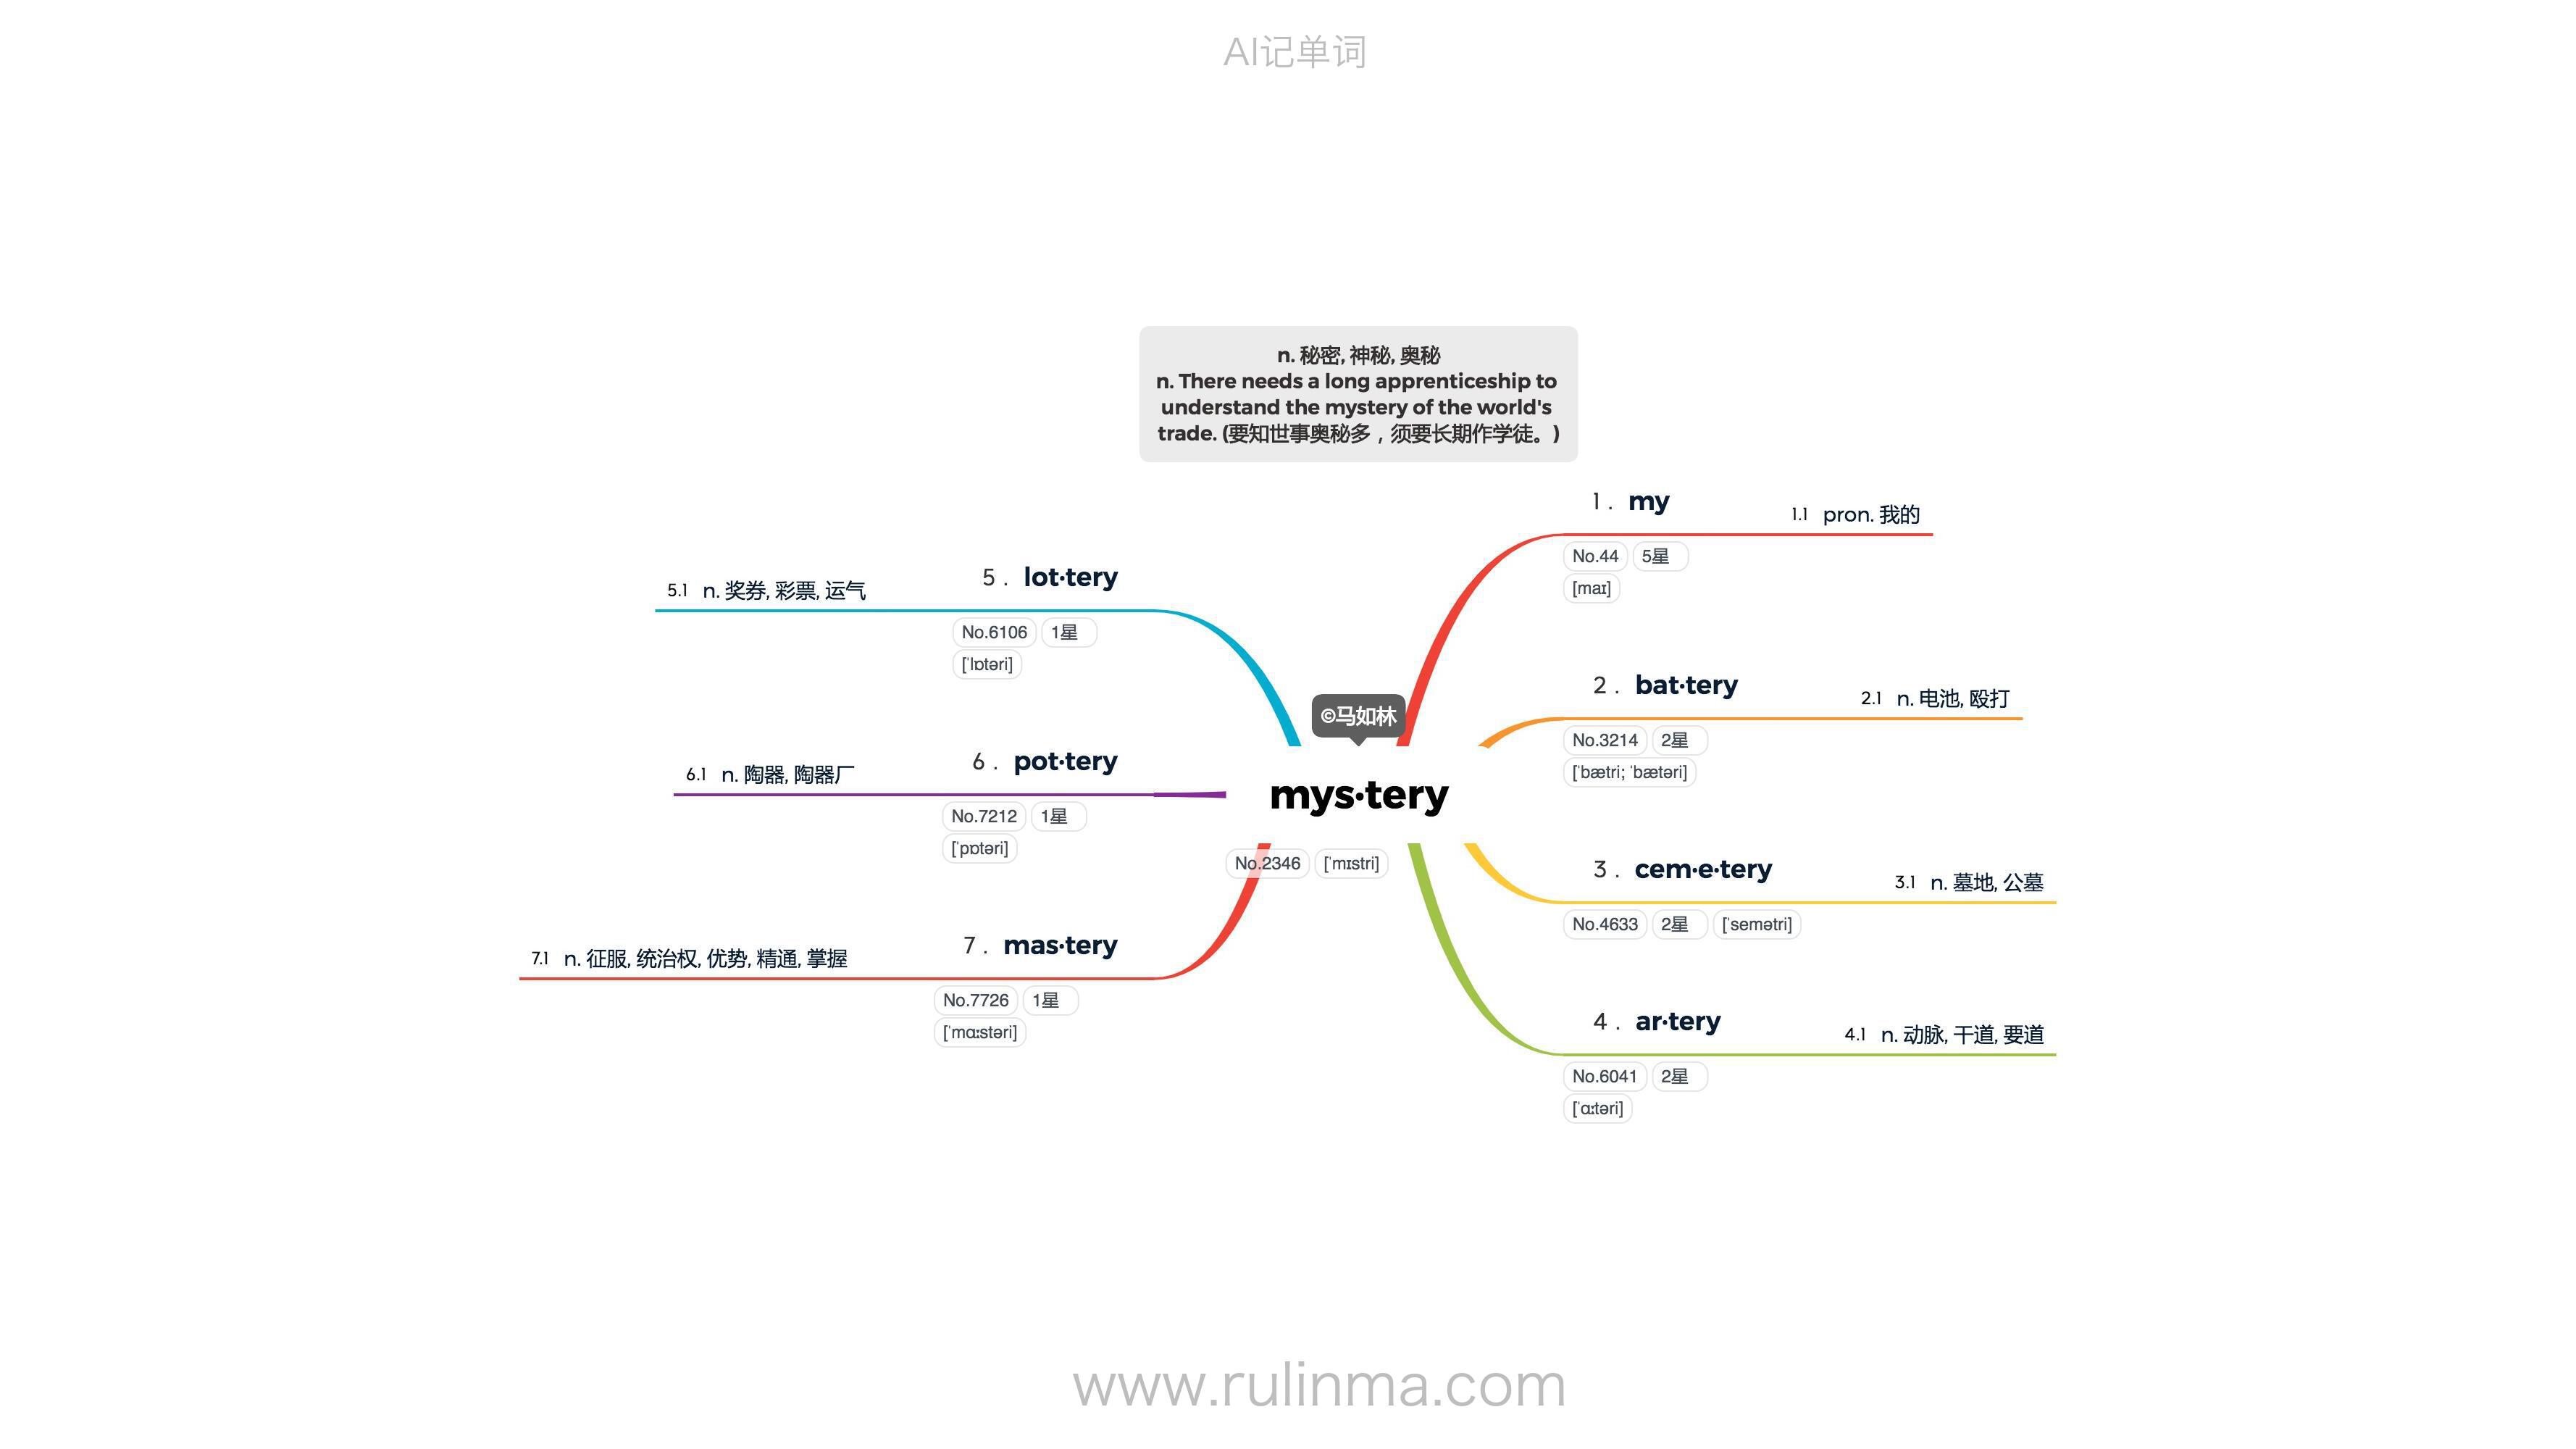 AI记单词
n. 秘密, 神秘, 奥秘
n. There needs a long apprenticeship to
understand the mystery of the world's
trade. (要知世事奥秘多，须要长期作学徒。)
©马如林
mys·tery
No.2346 [ˈmɪstri]
1 . my
1.1 pron. 我的
No.44 5星
[maɪ]
2 . bat·tery
2.1 n. 电池, 殴打
No.3214 2星
[ˈbætri; ˈbætəri]
3 . cem·e·tery
3.1 n. 墓地, 公墓
No.4633 2星 [ˈsemətri]
4 . ar·tery
4.1 n. 动脉, 干道, 要道
No.6041 2星
[ˈɑːtəri]
5 . lot·tery
5.1 n. 奖券, 彩票, 运气
No.6106 1星
[ˈlɒtəri]
6 . pot·tery
6.1 n. 陶器, 陶器厂
No.7212 1星
[ˈpɒtəri]
7 . mas·tery
7.1 n. 征服, 统治权, 优势, 精通, 掌握
No.7726 1星
[ˈmɑːstəri]
www.rulinma.com